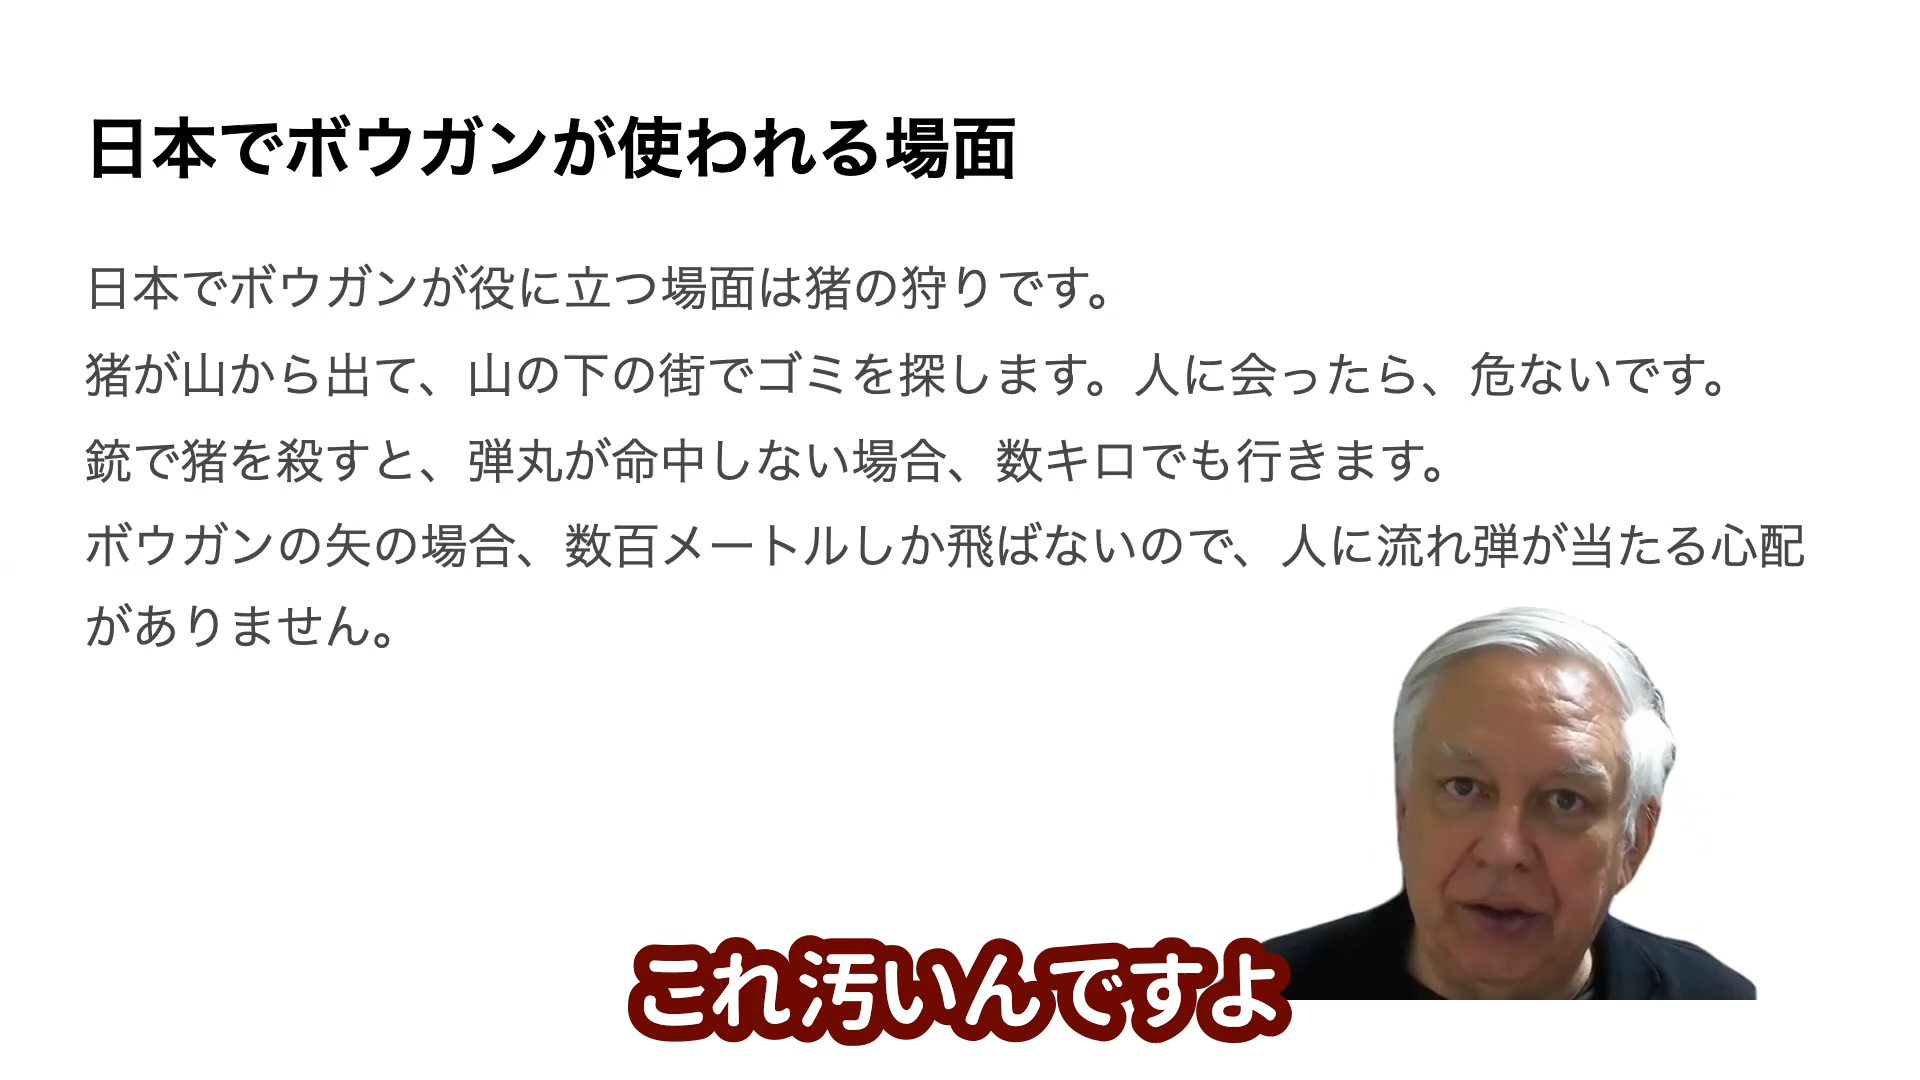 日本でボウガンが使われる場面
日本でボウガンが役に立つ場面は猪の狩りです。
猪が山から出て、山の下の街でゴミを探します。人に会ったら、危ないです。
銃で猪を殺すと、弾丸が命中しない場合、数キロでも行きます。
ボウガンの矢の場合、数百メートルしか飛ばないので、人に流れ弾が当たる心配
がありません。
これ汚いんですよ